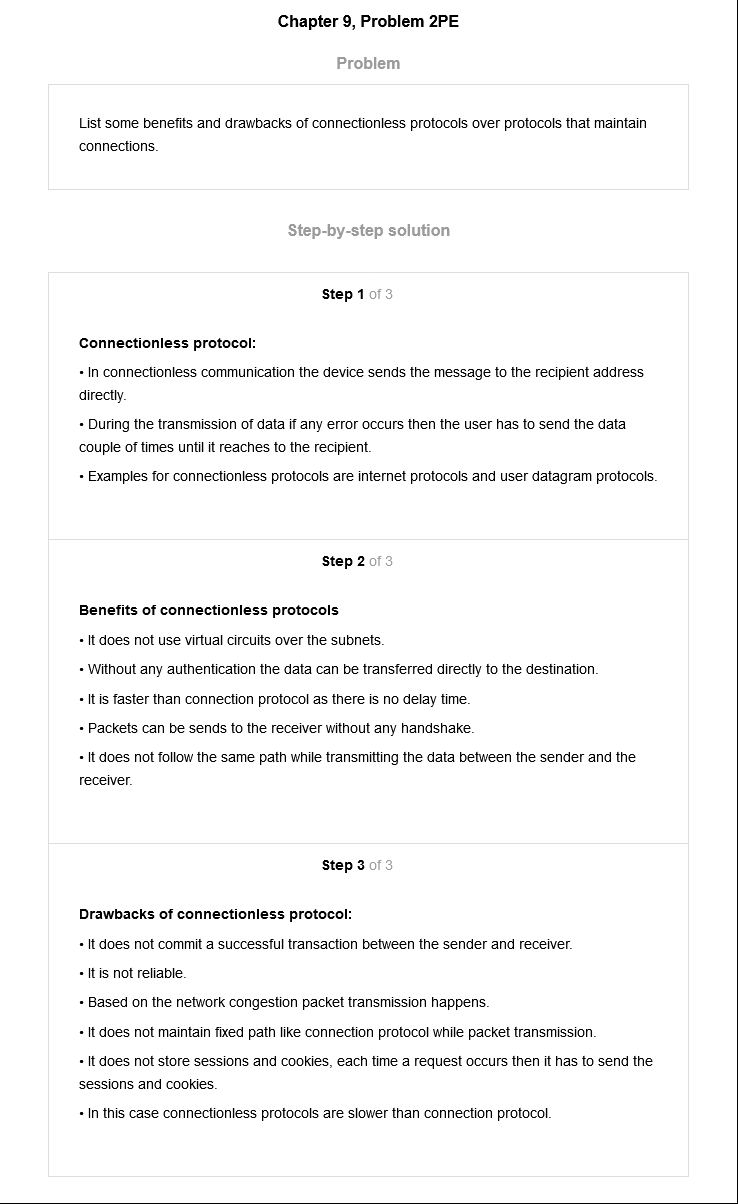 Chapter 9, Problem 2PE
Problem
List some benefits and drawbacks of connectionless protocols over protocols that maintain
connections.
Step-by-step solution
Step 1 of 3
Connectionless protocol:
• In connectionless communication the device sends the message to the recipient address
directly.
• During the transmission of data if any error occurs then the user has to send the data
couple of times until it reaches to the recipient.
• Examples for connectionless protocols are internet protocols and user datagram protocols.
Step 2 of 3
Benefits of connectionless protocols
• It does not use virtual circuits over the subnets.
• Without any authentication the data can be transferred directly to the destination.
• It is faster than connection protocol as there is no delay time.
• Packets can be sends to the receiver without any handshake.
• It does not follow the same path while transmitting the data between the sender and the
receiver.
Step 3 of 3
Drawbacks of connectionless protocol:
• It does not commit a successful transaction between the sender and receiver.
• It is not reliable.
• Based on the network congestion packet transmission happens.
• It does not maintain fixed path like connection protocol while packet transmission.
• It does not store sessions and cookies, each time a request occurs then it has to send the
sessions and cookies.
• In this case connectionless protocols are slower than connection protocol.